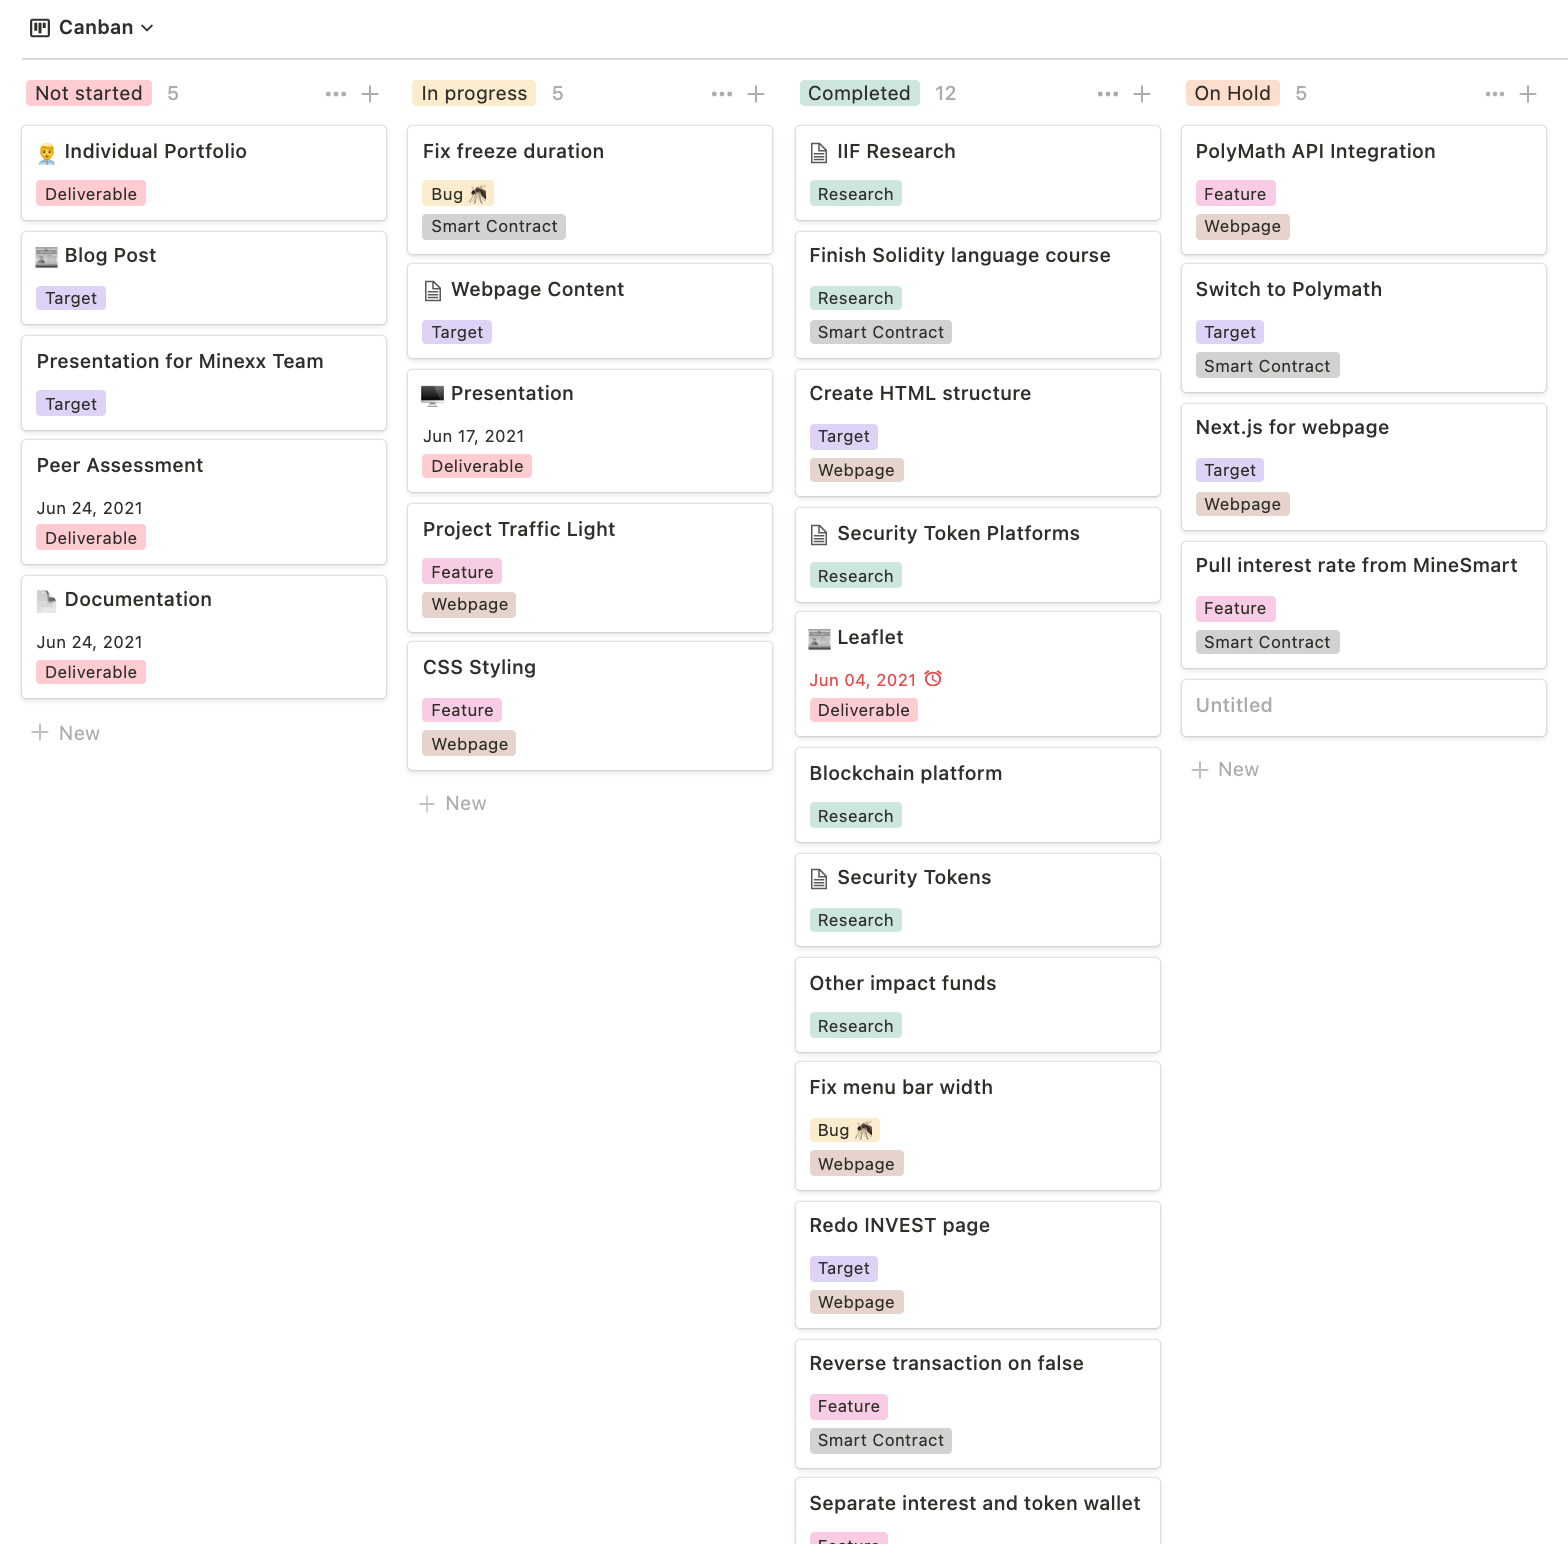 Canban
Not started 5
Individual Portfolio
Deliverable
Blog Post
Target
Presentation for Minexx Team
Target
Peer Assessment
Jun 24, 2021
Deliverable
Documentation
Jun 24, 2021
Deliverable
+ New
In progress 5
Fix freeze duration
Bug 🦟
Smart Contract
Webpage Content
Target
Presentation
Jun 17, 2021
Deliverable
Project Traffic Light
Feature
Webpage
CSS Styling
Feature
Webpage
+ New
Completed 12
IIF Research
Research
Finish Solidity language course
Research
Smart Contract
Create HTML structure
Target
Webpage
Security Token Platforms
Research
Leaflet
Jun 04, 2021
Deliverable
Blockchain platform
Research
Security Tokens
Research
Other impact funds
Research
Fix menu bar width
Bug 🦟
Webpage
Redo INVEST page
Target
Webpage
Reverse transaction on false
Feature
Smart Contract
Separate interest and token wallet
Feature
On Hold 5
PolyMath API Integration
Feature
Webpage
Switch to Polymath
Target
Smart Contract
Next.js for webpage
Target
Webpage
Pull interest rate from MineSmart
Feature
Smart Contract
Untitled
+ New